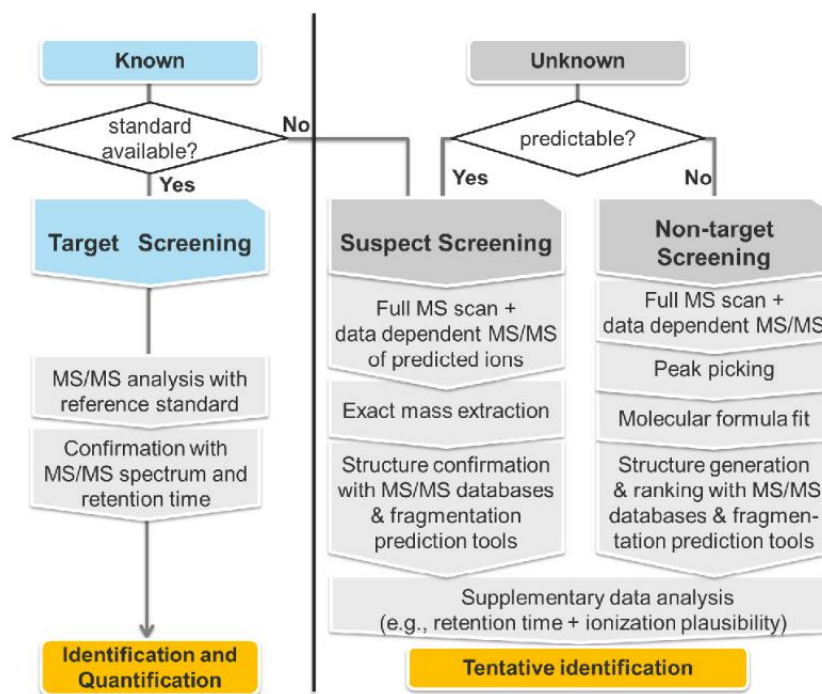 Known
standard
available?
No
Yes
Target Screening
MS/MS analysis with
reference standard
Confirmation with
MS/MS spectrum and
retention time
Identification and
Quantification
Unknown
predictable?
Yes
No
Suspect Screening
Full MS scan +
data dependent MS/MS
of predicted ions
Exact mass extraction
Structure confirmation
with MS/MS databases
& fragmentation
prediction tools
Non-target
Screening
Full MS scan +
data dependent MS/MS
Peak picking
Molecular formula fit
Structure generation
& ranking with MS/MS
databases & fragmen-
tation prediction tools
Supplementary data analysis
(e.g., retention time + ionization plausibility)
Tentative identification